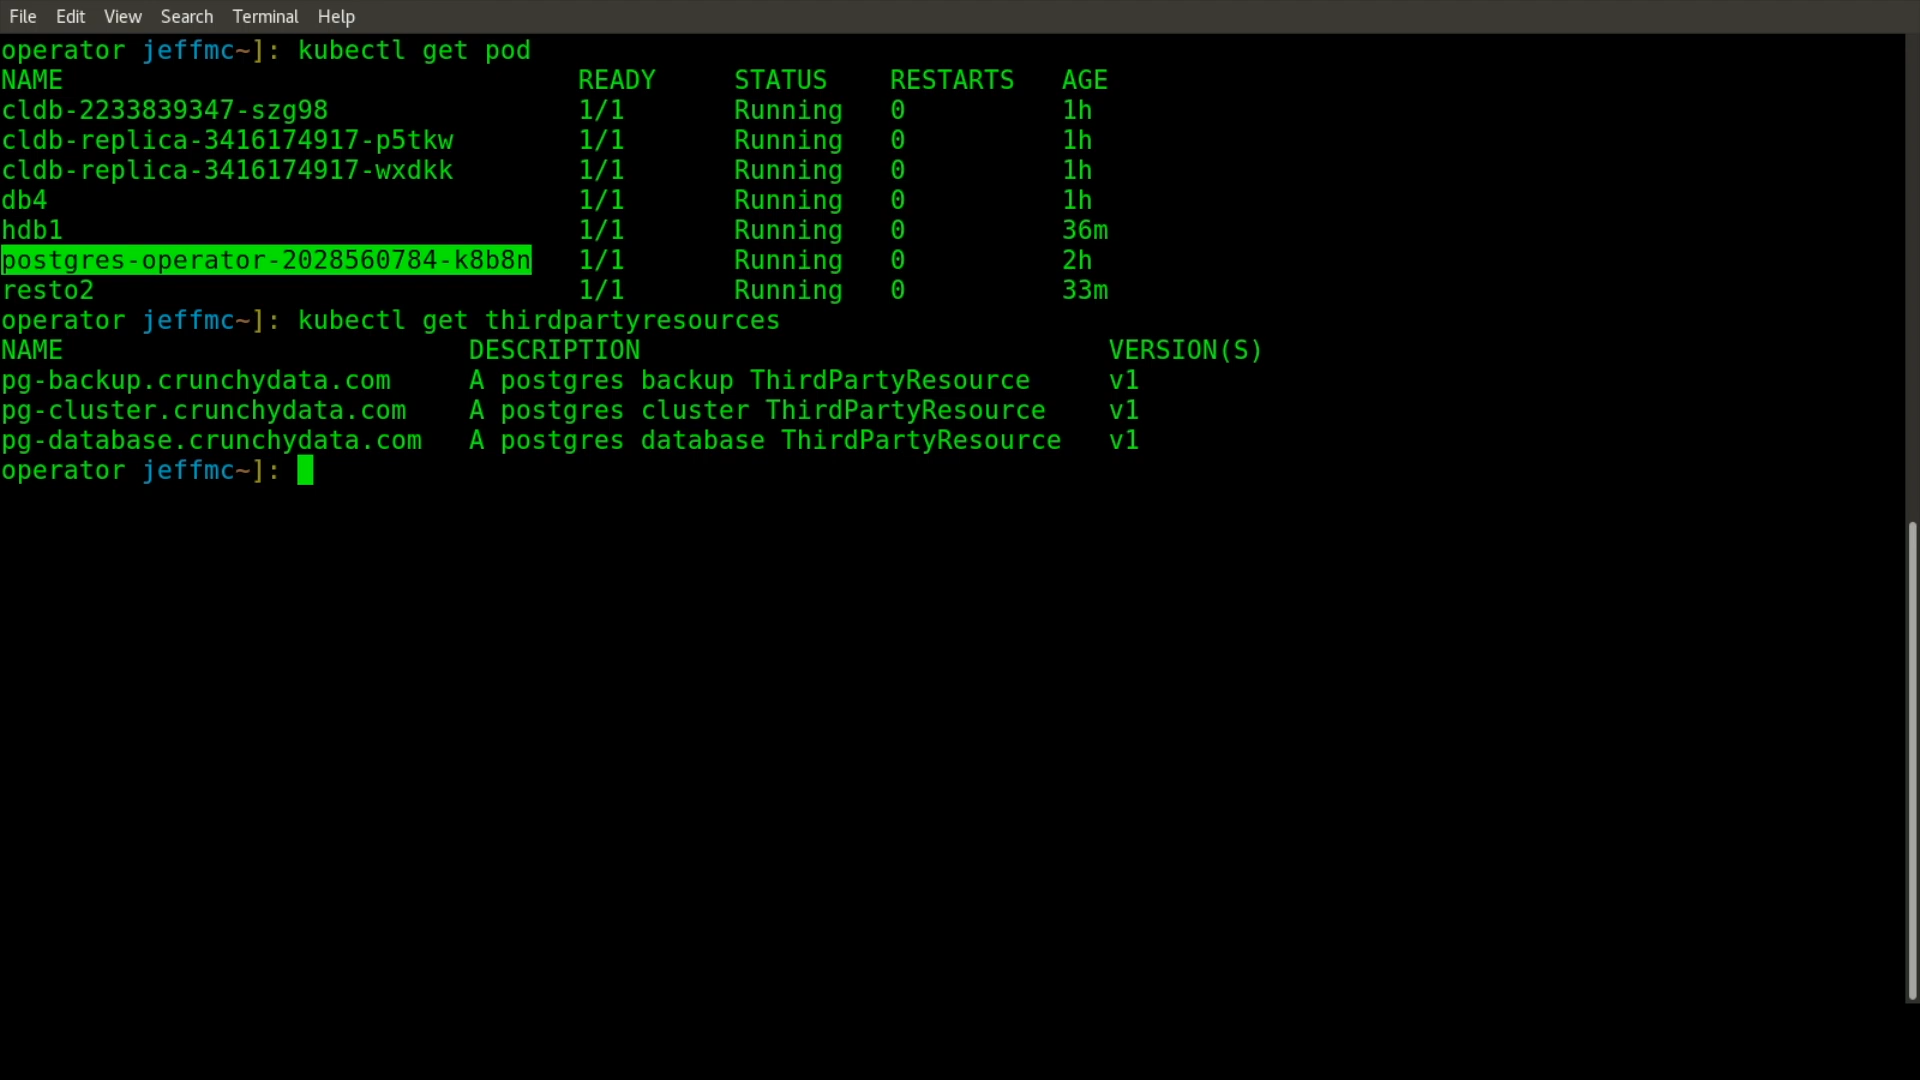 File Edit View Search Terminal Help
operator jeffmc~]: kubectl get pod
NAME READY STATUS RESTARTS AGE
cldb-2233839347-szg98 1/1 Running 0 1h
cldb-replica-3416174917-p5tkw 1/1 Running 0 1h
cldb-replica-3416174917-wxdkk 1/1 Running 0 1h
db4 1/1 Running 0 1h
hdb1 1/1 Running 0 36m
postgres-operator-2028560784-k8b8n 1/1 Running 0 2h
resto2 1/1 Running 0 33m
operator jeffmc~]: kubectl get thirdpartyresources
NAME DESCRIPTION VERSION(S)
pg-backup.crunchydata.com A postgres backup ThirdPartyResource v1
pg-cluster.crunchydata.com A postgres cluster ThirdPartyResource v1
pg-database.crunchydata.com A postgres database ThirdPartyResource v1
operator jeffmc~]: